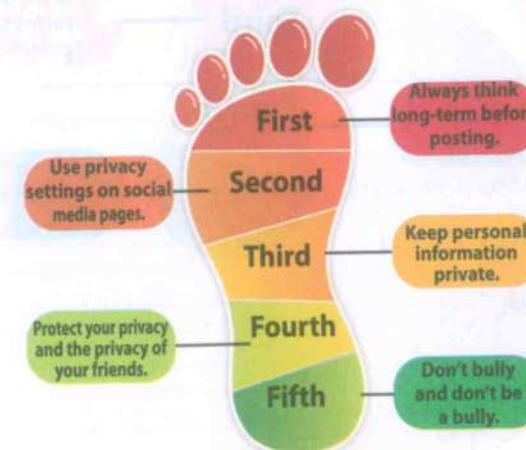 First
Always think
long-term before
posting.
Second
Use privacy
settings on social
media pages.
Third
Keep personal
information
private.
Fourth
Protect your privacy
and the privacy of
your friends.
Fifth
Don't bully
and don't be
a bully.